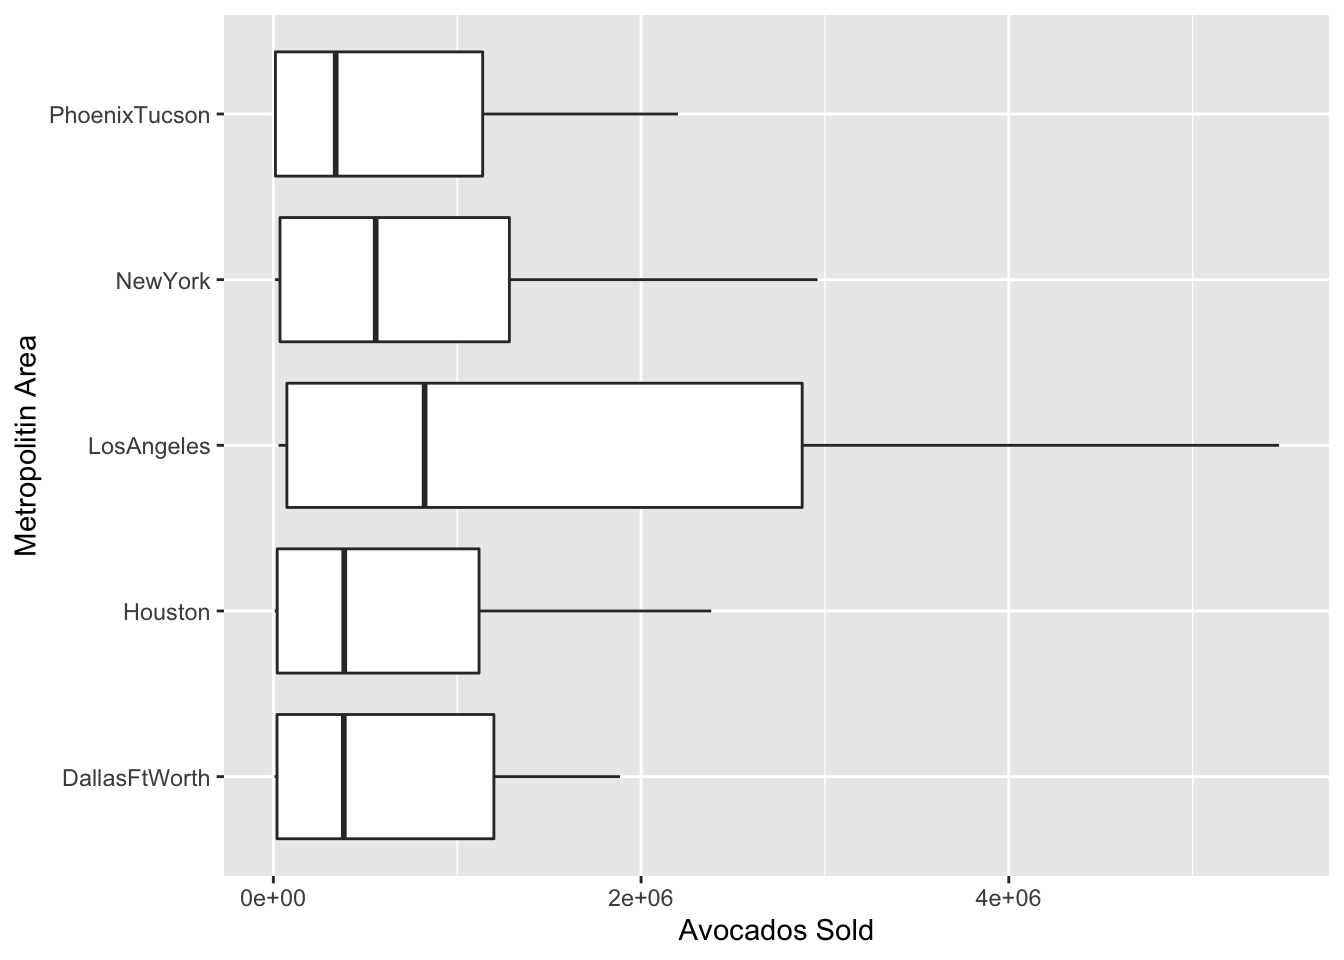 PhoenixTucson
NewYork
LosAngeles
Houston
DallasFtWorth
Metropolitin Area
0e+00 2e+06 4e+06
Avocados Sold